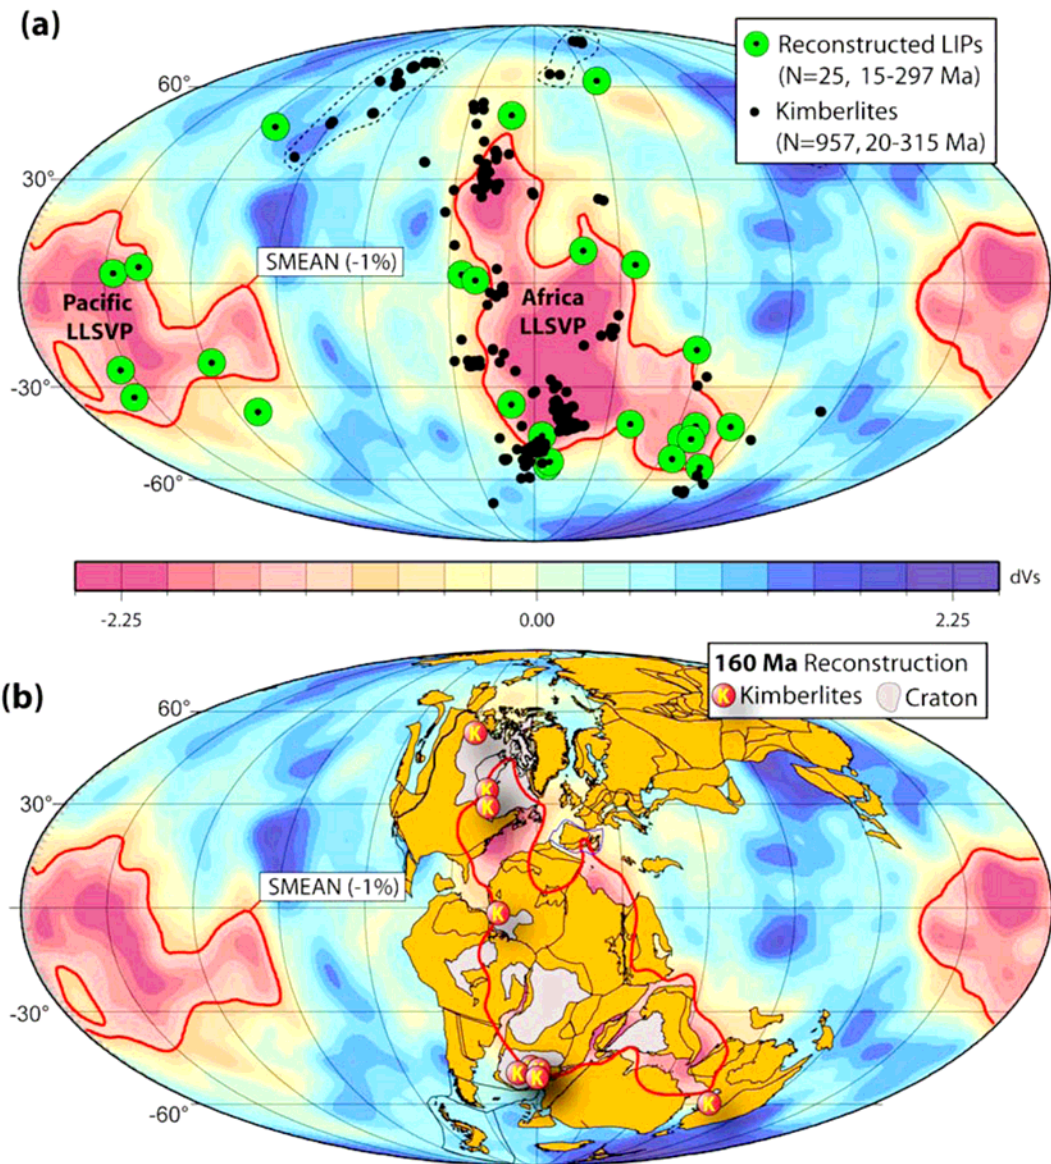 (a)
Reconstructed LIPs
(N=25, 15-297 Ma)
Kimberlites
(N=957, 20-315 Ma)
60°
30°
SMEAN (-1%)
Pacific
LLSVP
Africa
LLSVP
-30°
-60°
dVs
-2.25
0.00
2.25
(b)
160 Ma Reconstruction
K Kimberlites
Craton
60°
K
K
K
30°
SMEAN (-1%)
K
-30°
K
K
K
-60°